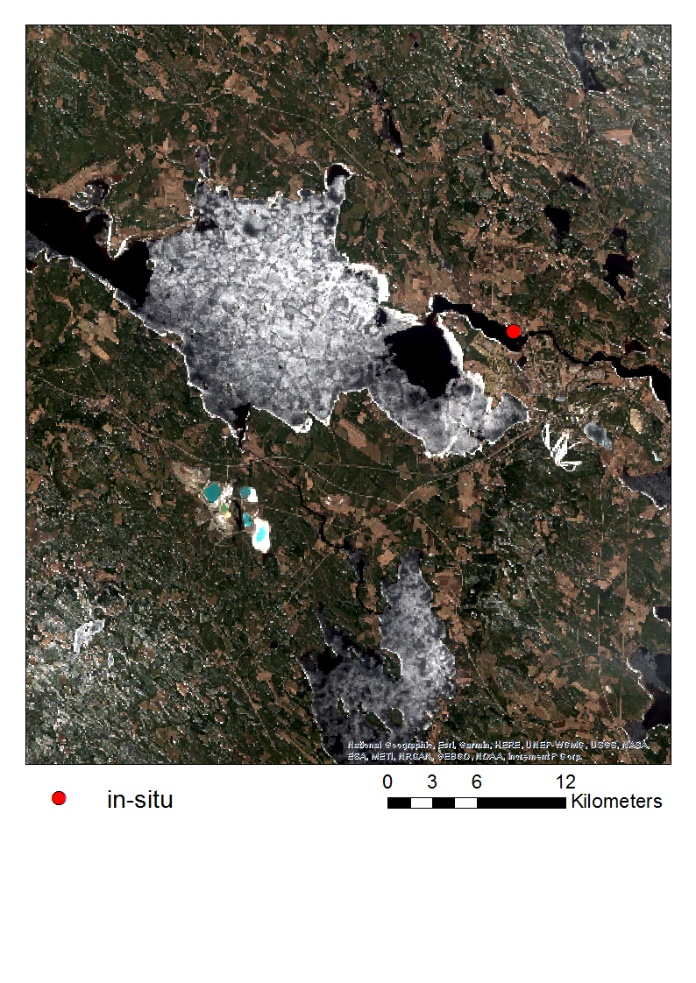 National Geographic, Esri, Garmin, HERE, UNEP-WCMC, USGS, NASA,
ESA, METI, NRCAN, GEBCO, NOAA, Increment P Corp.
0 3 6 12
in-situ
Kilometers